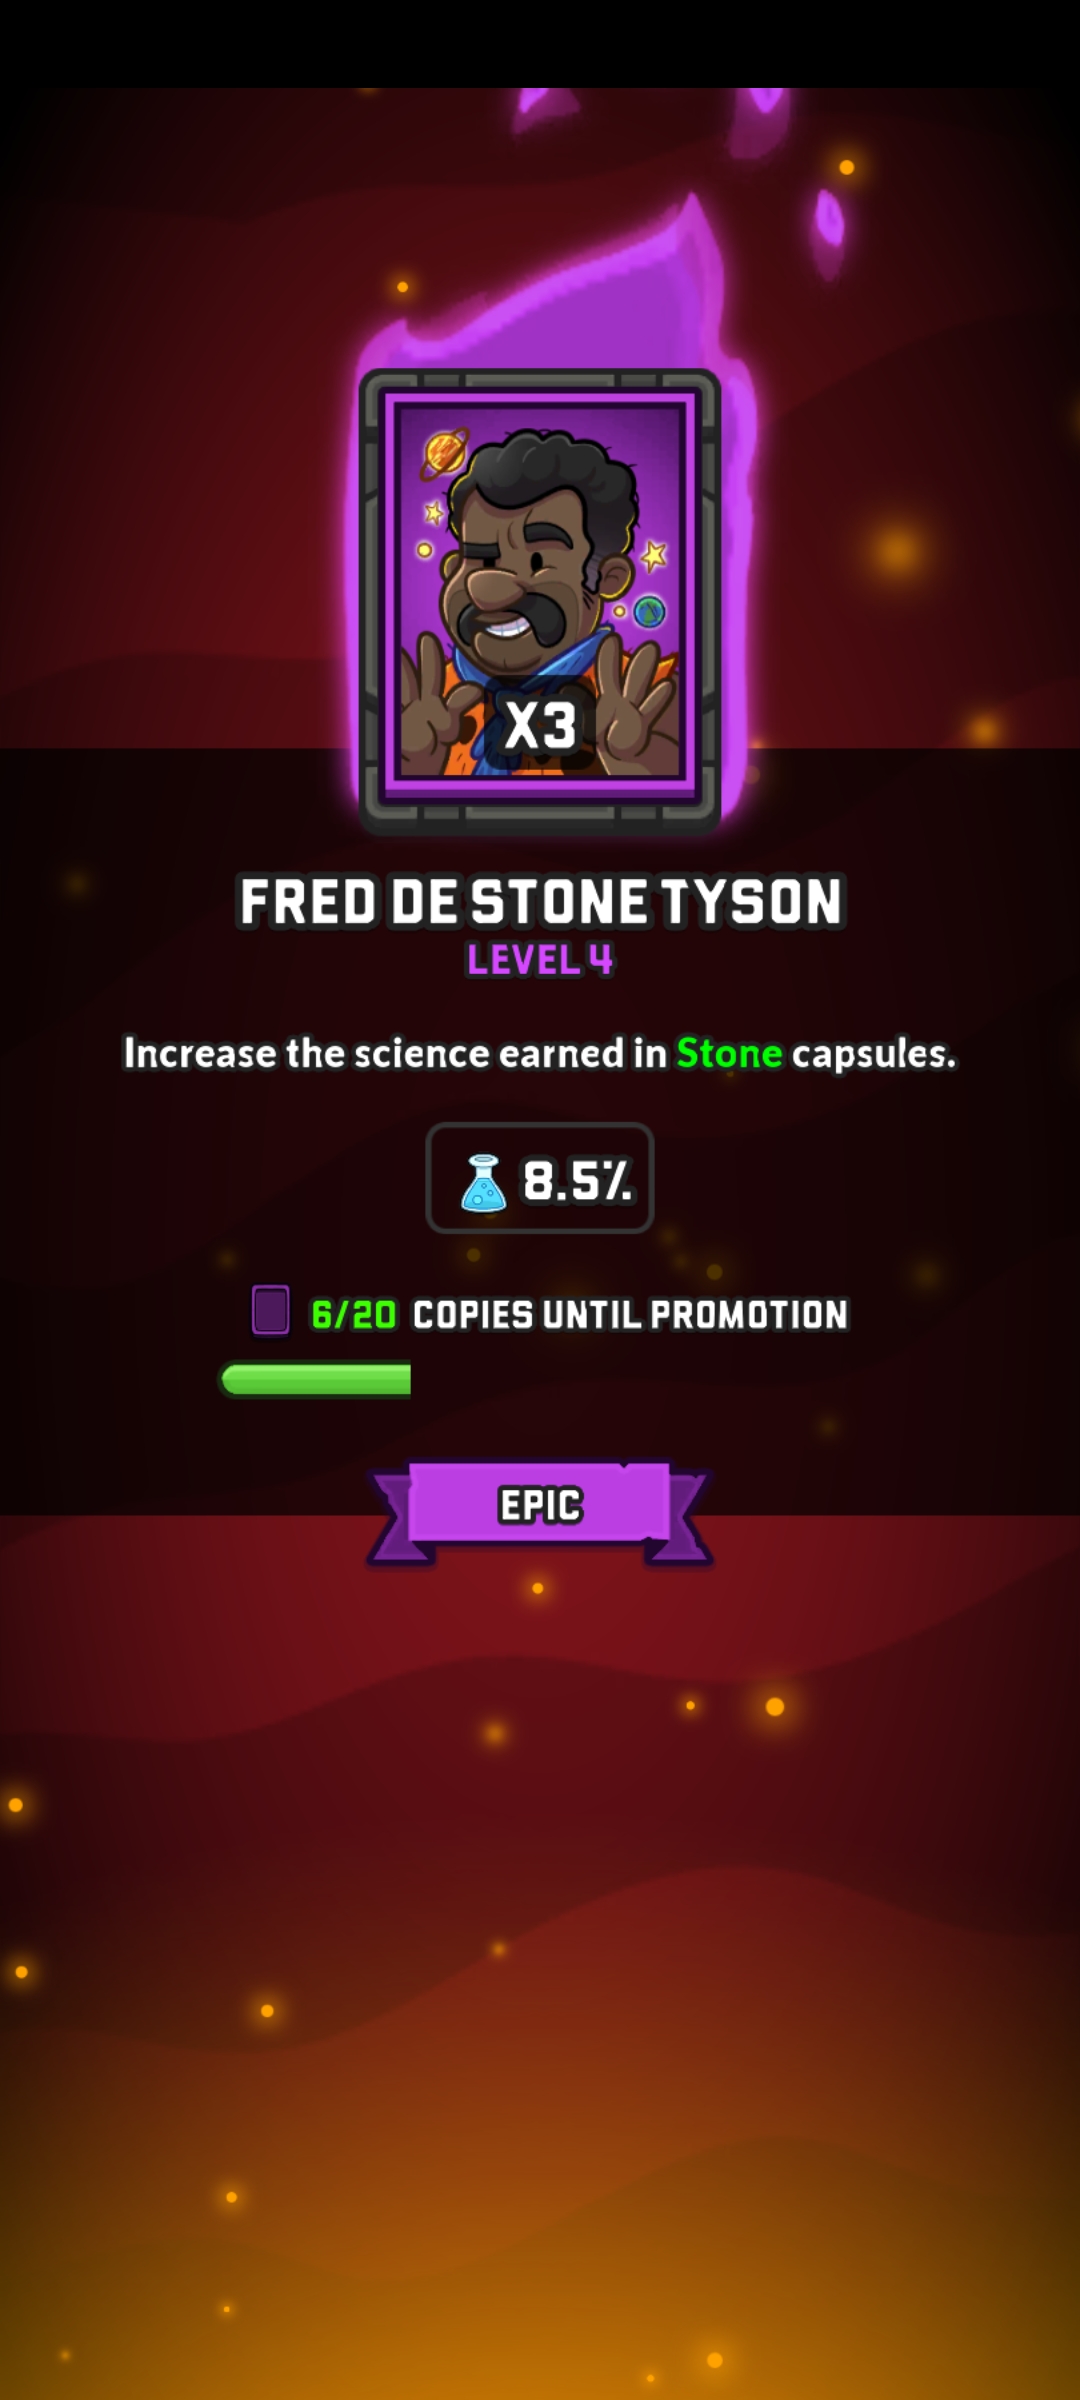 X3
FRED DE STONE TYSON
LEVEL 4
Increase the science earned in Stone capsules.
8.5%
6/20 COPIES UNTIL PROMOTION
EPIC